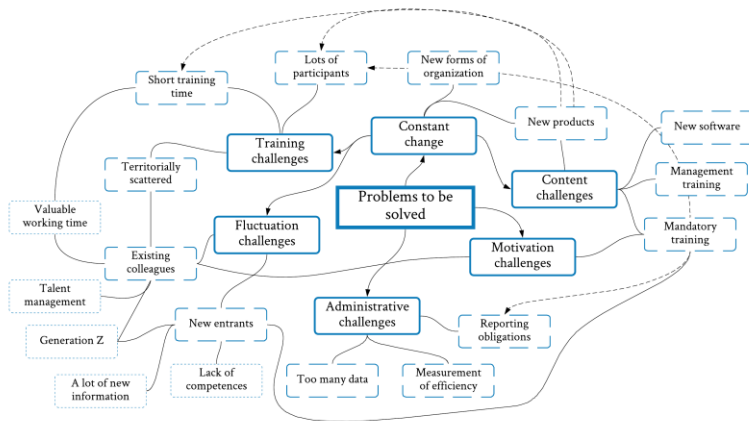 Lots of
participants
New forms of
organization
Short training
time
New products
New software
Training
challenges
Constant
change
Content
challenges
Territorially
scattered
Management
training
Problems to be
solved
Valuable
working time
Fluctuation
challenges
Mandatory
training
Motivation
challenges
Existing
colleagues
Talent
management
Administrative
challenges
New entrants
Reporting
obligations
Generation Z
Lack of
competences
Too many data
Measurement
of efficiency
A lot of new
information